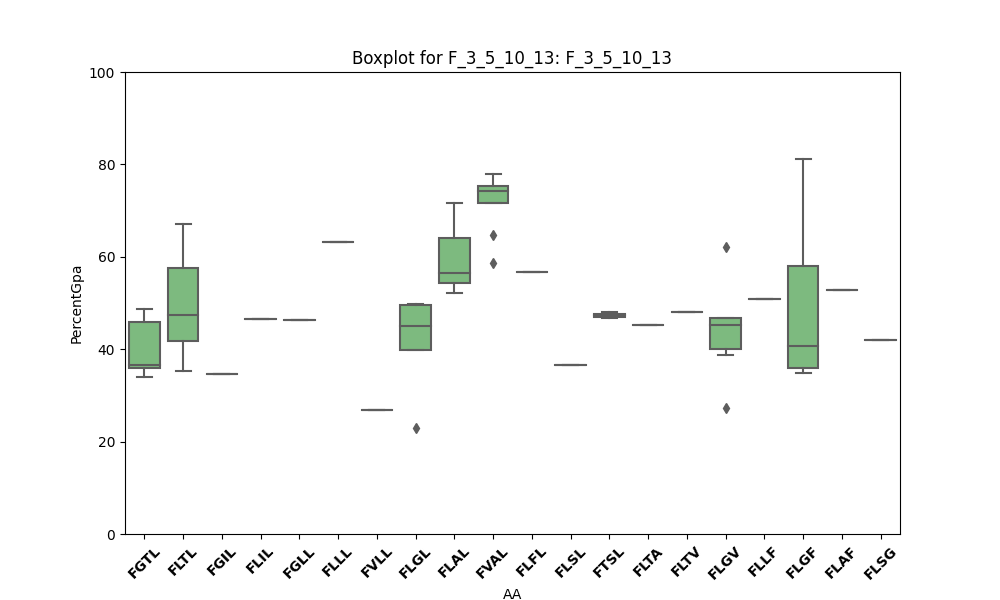 Boxplot for F_3_5_10_13: F_3_5_10_13
100
80
60
40
20
0
PercentGpa
FGTL FLTL FGIL FLIL FGLL FLLL FVLL FLGL FLAL FVAL FLFL FLSL FTSL FLTA FLTV FLGV FLLF FLGF FLAF FLSG
AA